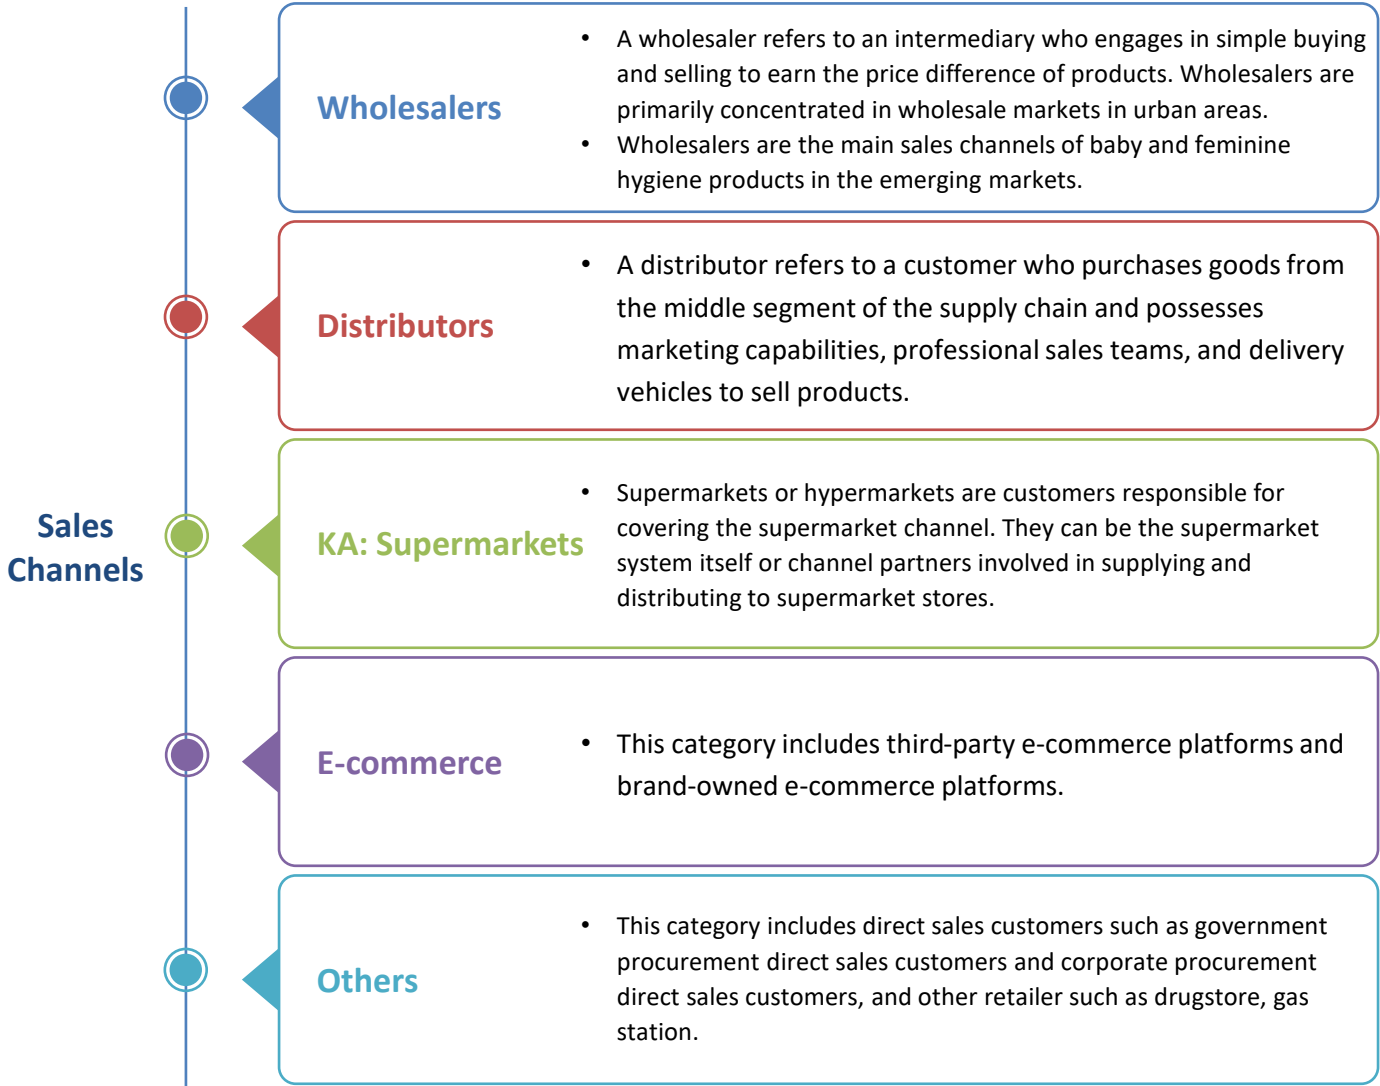 Sales
Channels
Wholesalers
• A wholesaler refers to an intermediary who engages in simple buying
and selling to earn the price difference of products. Wholesalers are
primarily concentrated in wholesale markets in urban areas.
• Wholesalers are the main sales channels of baby and feminine
hygiene products in the emerging markets.
Distributors
• A distributor refers to a customer who purchases goods from
the middle segment of the supply chain and possesses
marketing capabilities, professional sales teams, and delivery
vehicles to sell products.
KA: Supermarkets
• Supermarkets or hypermarkets are customers responsible for
covering the supermarket channel. They can be the supermarket
system itself or channel partners involved in supplying and
distributing to supermarket stores.
E-commerce
• This category includes third-party e-commerce platforms and
brand-owned e-commerce platforms.
Others
• This category includes direct sales customers such as government
procurement direct sales customers and corporate procurement
direct sales customers, and other retailer such as drugstore, gas
station.